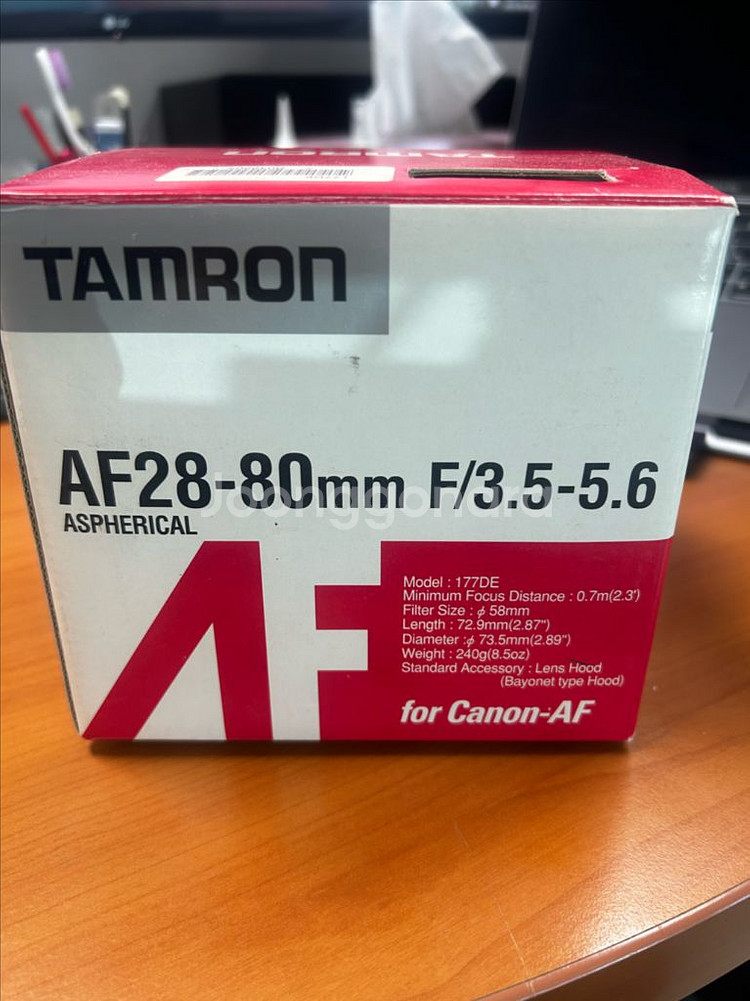 TAMRON
TAMRON
AF28-80mm F/3.5-5.6
ASPHERICAL
Joonggonara
AF
Model : 177DE
Minimum Focus Distance : 0.7m(2.3')
Filter Size : ϕ 58mm
Length : 72.9mm(2.87")
Diameter :ϕ 73.5mm(2.89")
Weight : 240g(8.5oz)
Standard Accessory : Lens Hood
(Bayonet type Hood)
for Canon-AF